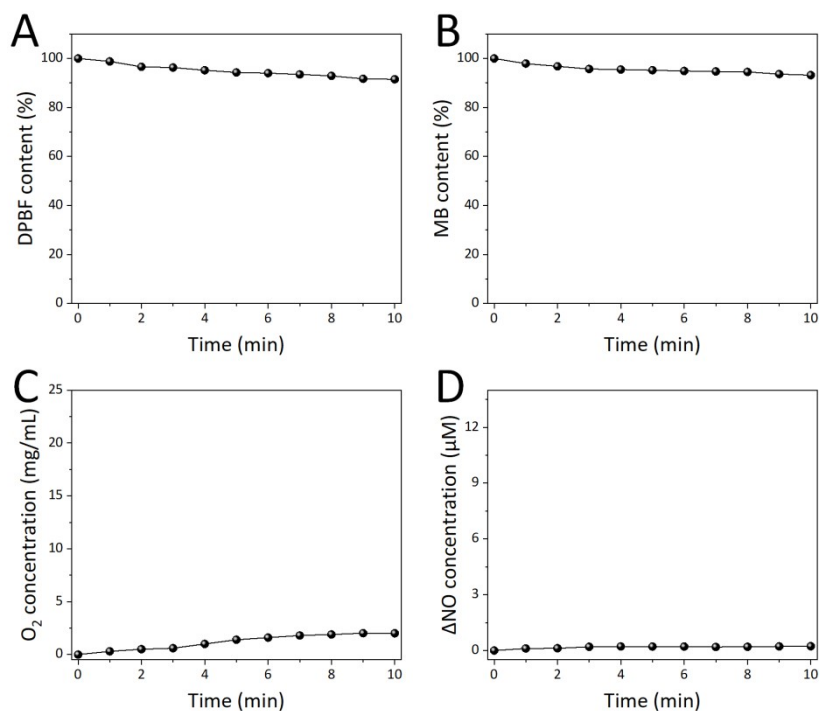 A
DPBF content (%)
100
80
60
40
20
0
0 2 4 6 8 10
Time (min)
B
MB content (%)
100
80
60
40
20
0
0 2 4 6 8 10
Time (min)
C
O₂ concentration (mg/mL)
25
20
15
10
5
0
0 2 4 6 8 10
Time (min)
D
ΔNO concentration (μM)
12
9
6
3
0
0 2 4 6 8 10
Time (min)